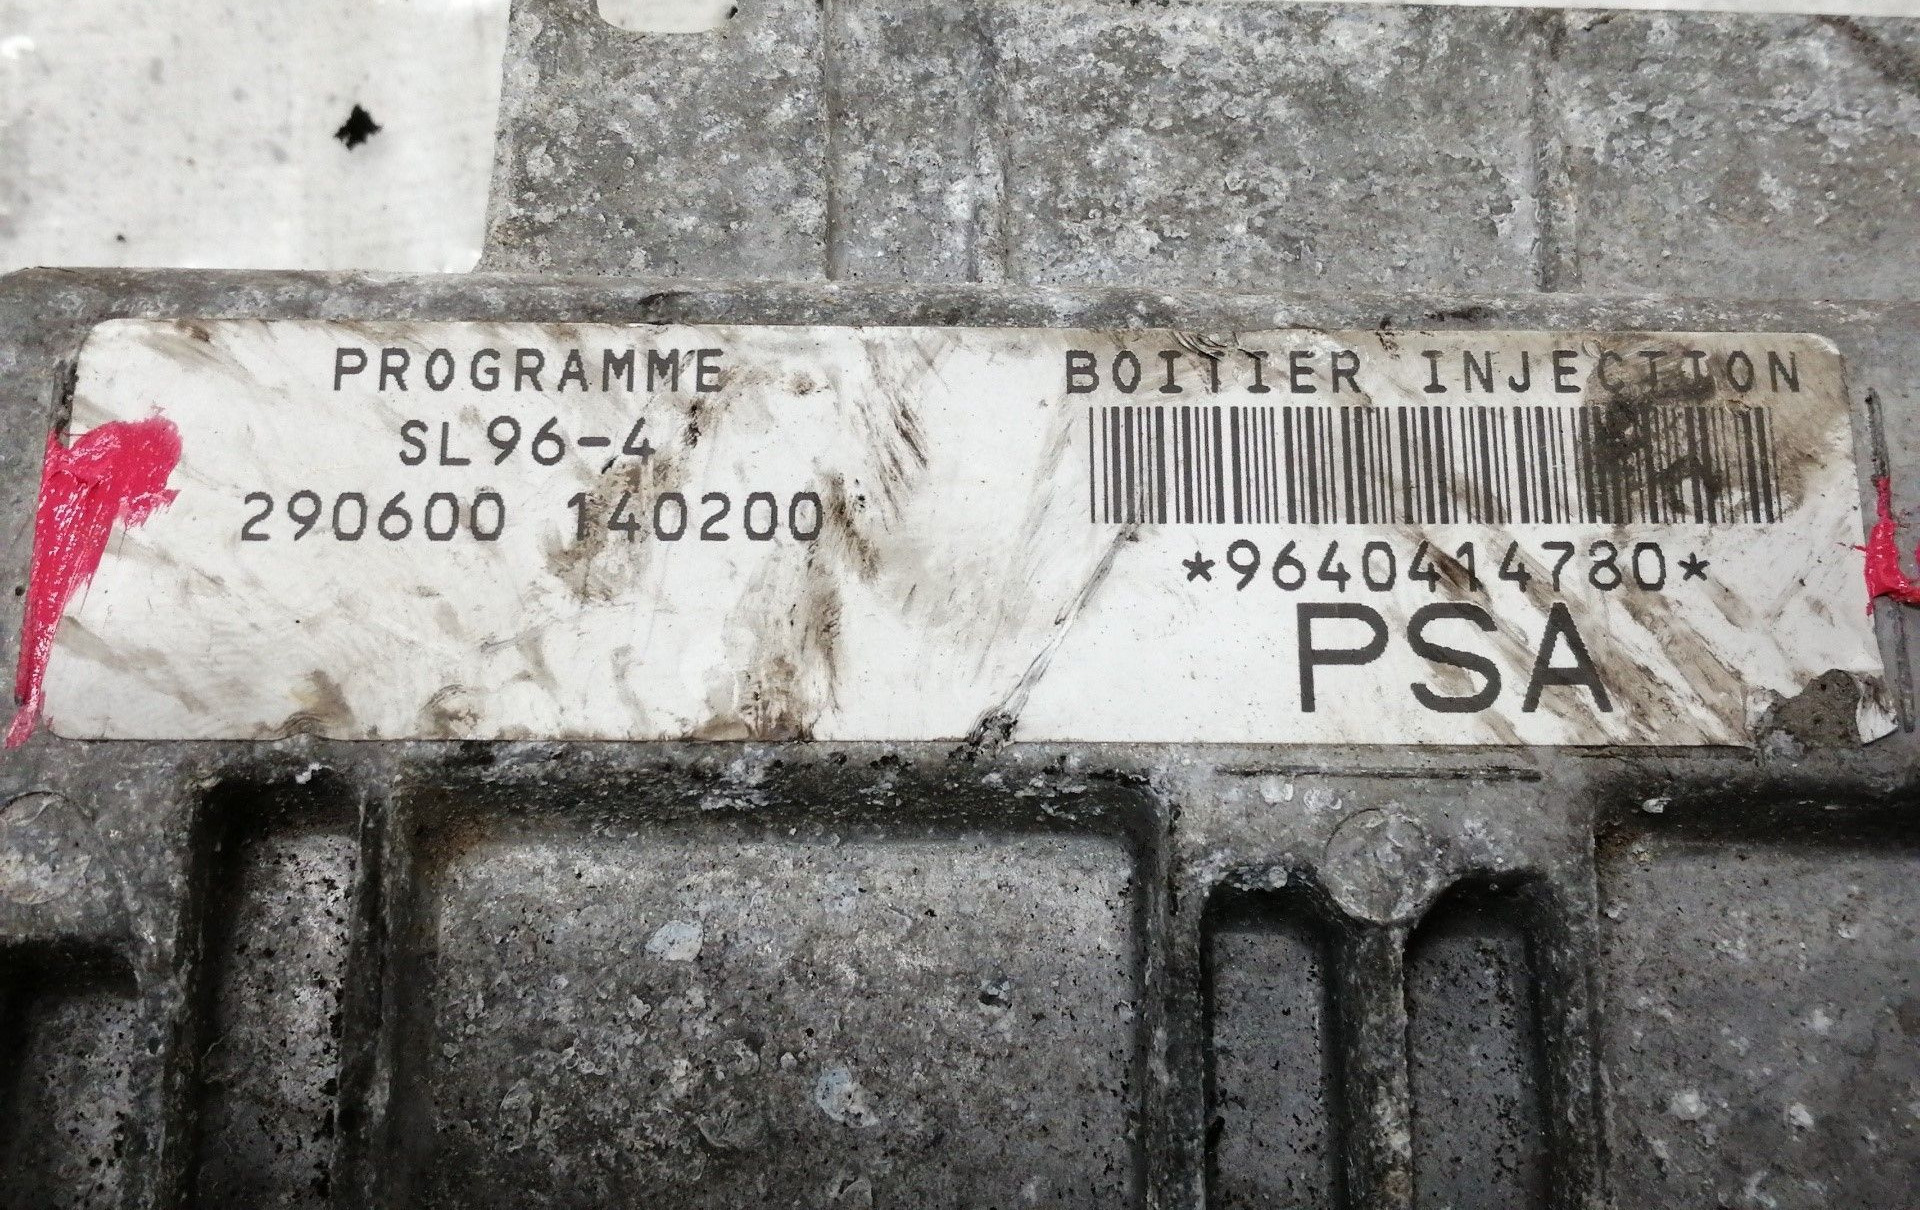 PROGRAMME
SL96-4
290600 140200
BOITIER INJECTION
*9640414780*
PSA